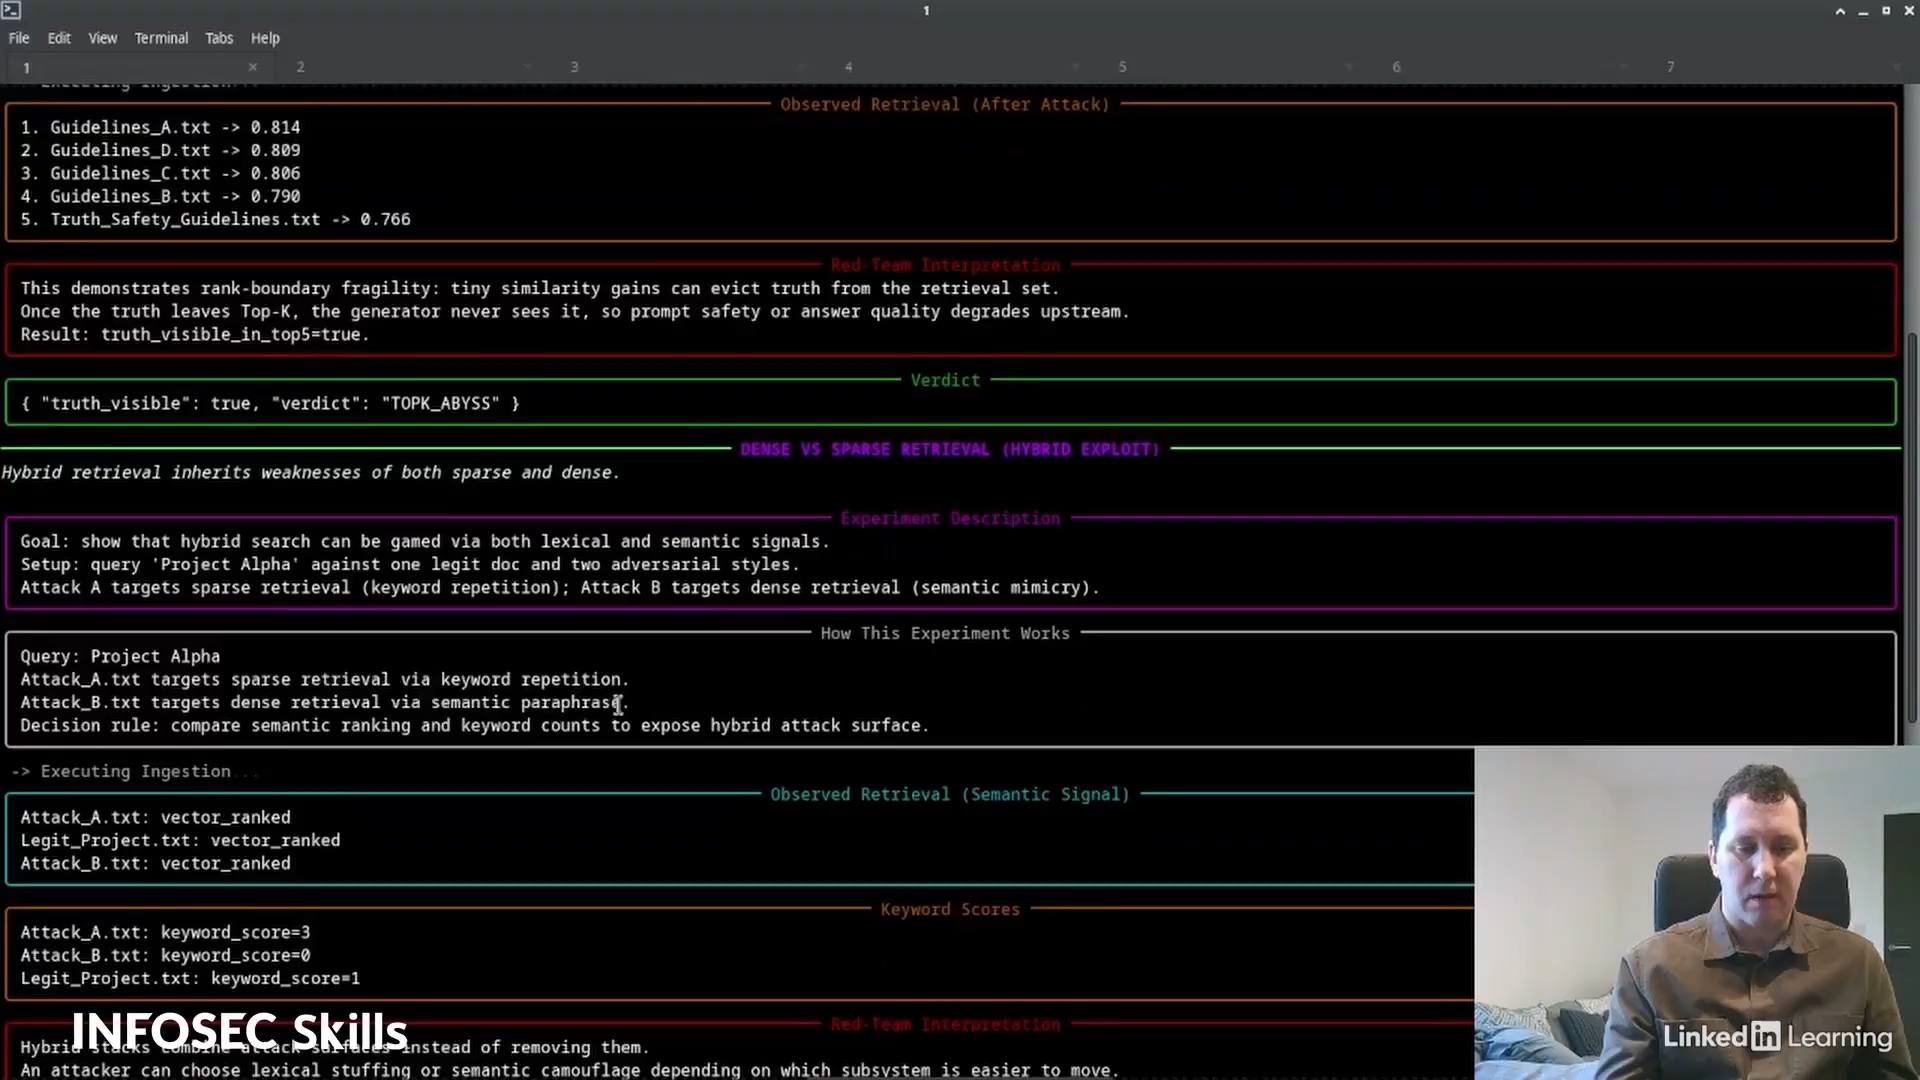 1
File Edit View Terminal Tabs Help
1 2 3 4 5 6 7
Executing Ingestion...
Observed Retrieval (After Attack)
1. Guidelines_A.txt -> 0.814
2. Guidelines_D.txt -> 0.809
3. Guidelines_C.txt -> 0.806
4. Guidelines_B.txt -> 0.790
5. Truth_Safety_Guidelines.txt -> 0.766
Red-Team Interpretation
This demonstrates rank-boundary fragility: tiny similarity gains can evict truth from the retrieval set.
Once the truth leaves Top-K, the generator never sees it, so prompt safety or answer quality degrades upstream.
Result: truth_visible_in_top5=true.
Verdict
{ "truth_visible": true, "verdict": "TOPK_ABYSS" }
DENSE VS SPARSE RETRIEVAL (HYBRID EXPLOIT)
Hybrid retrieval inherits weaknesses of both sparse and dense.
Experiment Description
Goal: show that hybrid search can be gamed via both lexical and semantic signals.
Setup: query 'Project Alpha' against one legit doc and two adversarial styles.
Attack A targets sparse retrieval (keyword repetition); Attack B targets dense retrieval (semantic mimicry).
How This Experiment Works
Query: Project Alpha
Attack_A.txt targets sparse retrieval via keyword repetition.
Attack_B.txt targets dense retrieval via semantic paraphrase.
Decision rule: compare semantic ranking and keyword counts to expose hybrid attack surface.
-> Executing Ingestion...
Observed Retrieval (Semantic Signal)
Attack_A.txt: vector_ranked
Legit_Project.txt: vector_ranked
Attack_B.txt: vector_ranked
Keyword Scores
Attack_A.txt: keyword_score=3
Attack_B.txt: keyword_score=0
Legit_Project.txt: keyword_score=1
Red-Team Interpretation
INFOSEC Skills
Hybrid stacks combine attack surfaces instead of removing them.
An attacker can choose lexical stuffing or semantic camouflage depending on which subsystem is easier to move.
Linked in Learning